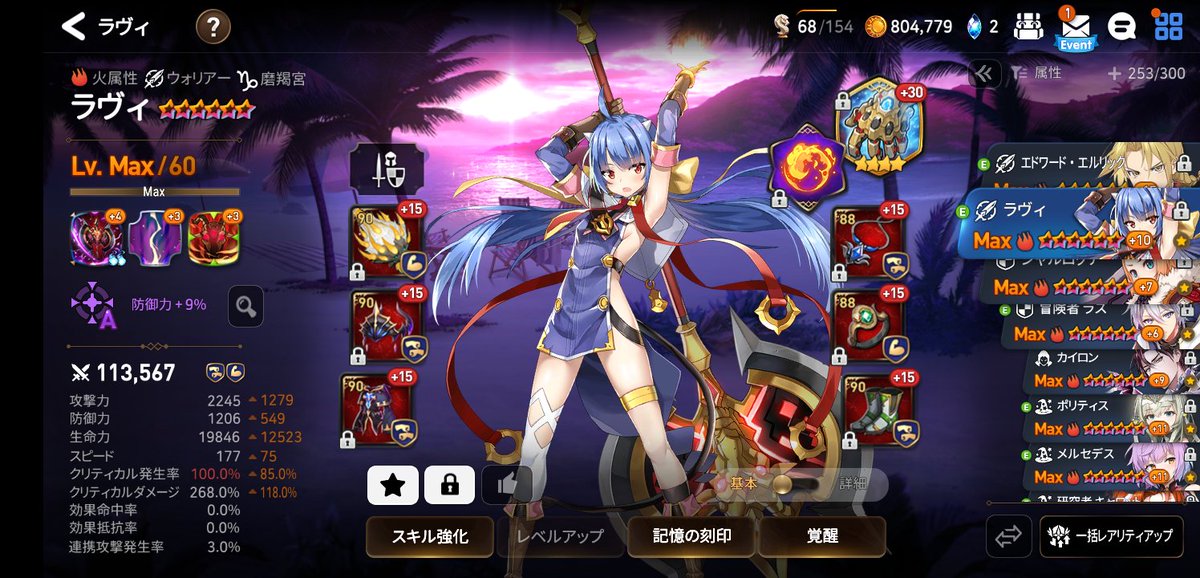 ラヴィ
?
68/154
804,779
2
1
Event
火属性 ウォリアー 磨羯宮
ラヴィ
Lv. Max/60
Max
+4
+3
+3
A
防御力+9%
113,567
攻撃力 2245 1279
防御力 1206 549
生命力 19846 12523
スピード 177 75
クリティカル発生率 100.0% 85.0%
クリティカルダメージ 268.0% 118.0%
効果命中率 0.0%
効果抵抗率 0.0%
連携攻撃発生率 3.0%
90 +15
90 +15
90 +15
+30
88 +15
88 +15
90 +15
基本
詳細
スキル強化
レベルアップ
記憶の刻印
覚醒
属性
253/300
E エドワード・エルリック
E ラヴィ
Max +10
Max +7
E 冒険者 ラス
Max +6
カイロン
Max +9
E ポリティス
Max +11
E メルセデス
Max +11
一括レアリティアップ